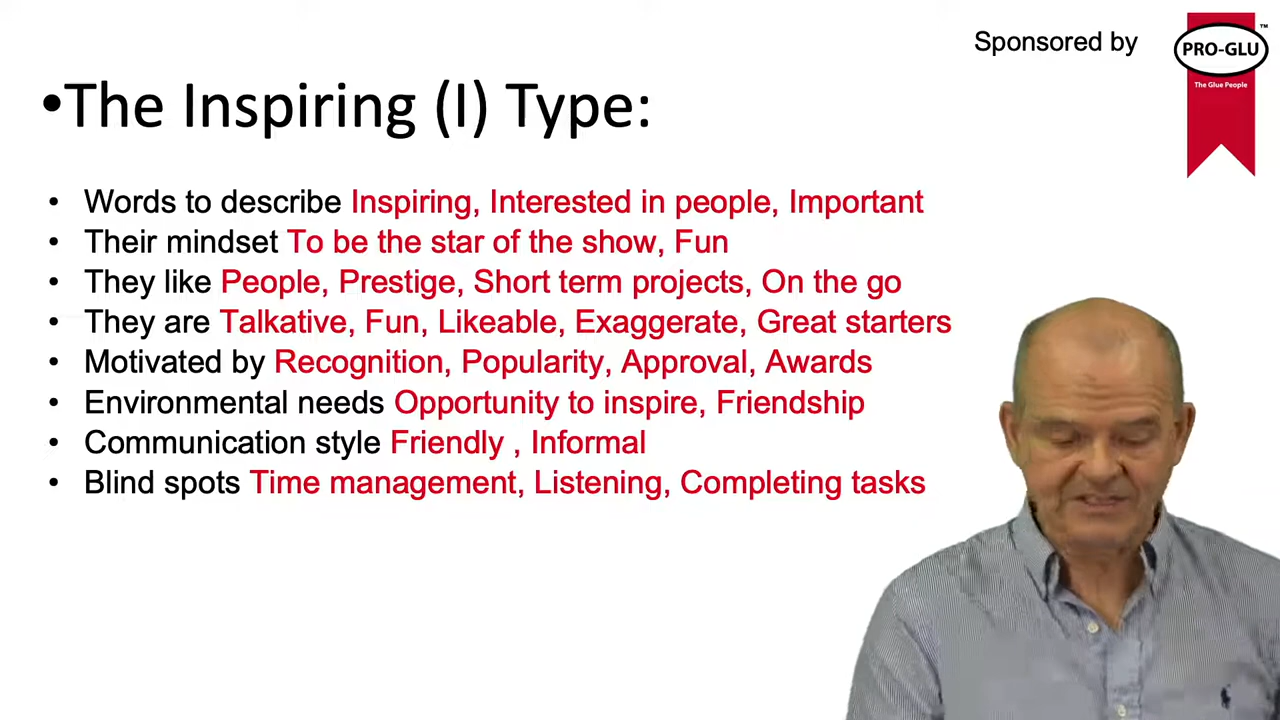 Sponsored by
PRO-GLU
™
The Glue People
•The Inspiring (I) Type:
• Words to describe Inspiring, Interested in people, Important
• Their mindset To be the star of the show, Fun
• They like People, Prestige, Short term projects, On the go
• They are Talkative, Fun, Likeable, Exaggerate, Great starters
• Motivated by Recognition, Popularity, Approval, Awards
• Environmental needs Opportunity to inspire, Friendship
• Communication style Friendly , Informal
• Blind spots Time management, Listening, Completing tasks